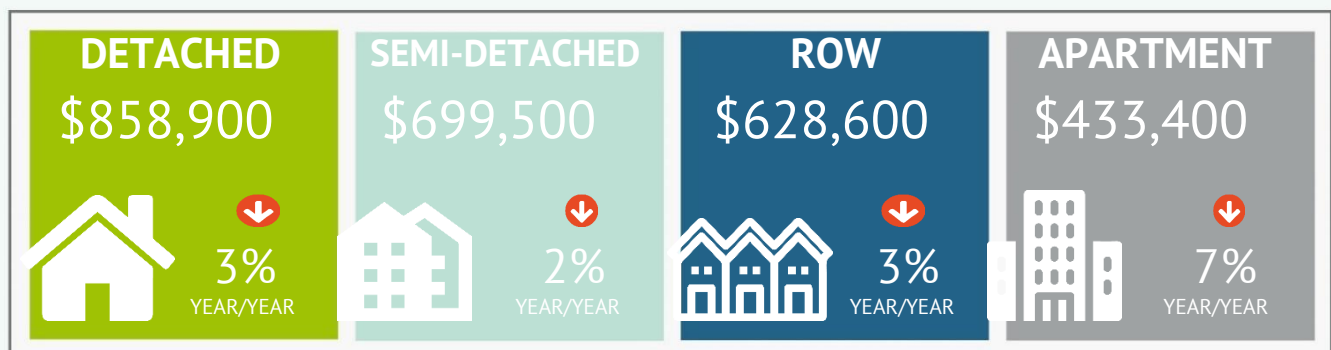 DETACHED
$858,900
3%
YEAR/YEAR
SEMI-DETACHED
$699,500
2%
YEAR/YEAR
ROW
$628,600
3%
YEAR/YEAR
APARTMENT
$433,400
7%
YEAR/YEAR